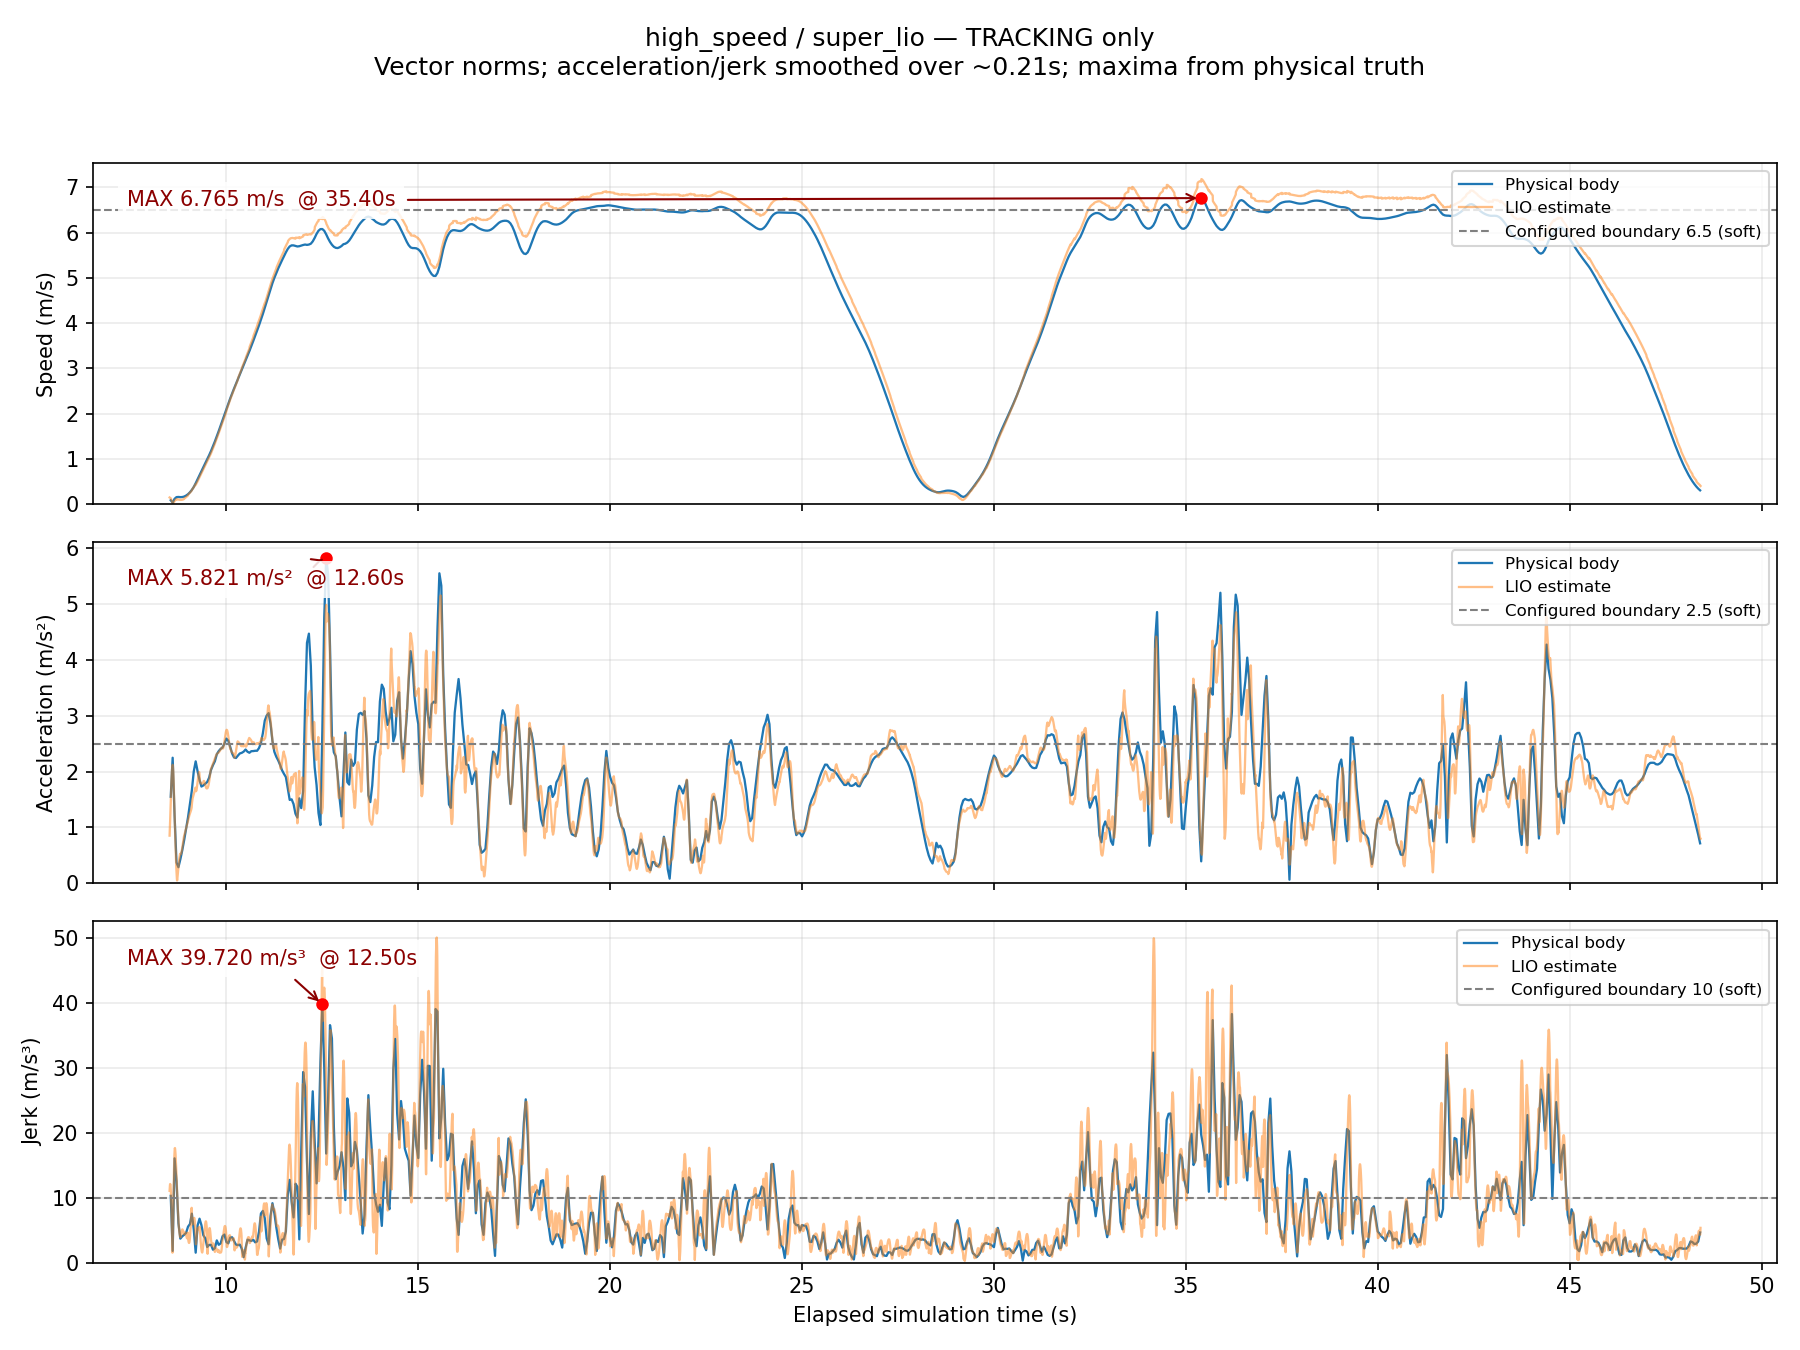 high_speed / super_lio — TRACKING only
Vector norms; acceleration/jerk smoothed over ~0.21s; maxima from physical truth
Speed (m/s)
7
6
5
4
3
2
1
0
MAX 6.765 m/s  @ 35.40s
Physical body
LIO estimate
Configured boundary 6.5 (soft)
Acceleration (m/s²)
6
5
4
3
2
1
0
MAX 5.821 m/s²  @ 12.60s
Physical body
LIO estimate
Configured boundary 2.5 (soft)
Jerk (m/s³)
50
40
30
20
10
0
MAX 39.720 m/s³  @ 12.50s
Physical body
LIO estimate
Configured boundary 10 (soft)
10 15 20 25 30 35 40 45 50
Elapsed simulation time (s)